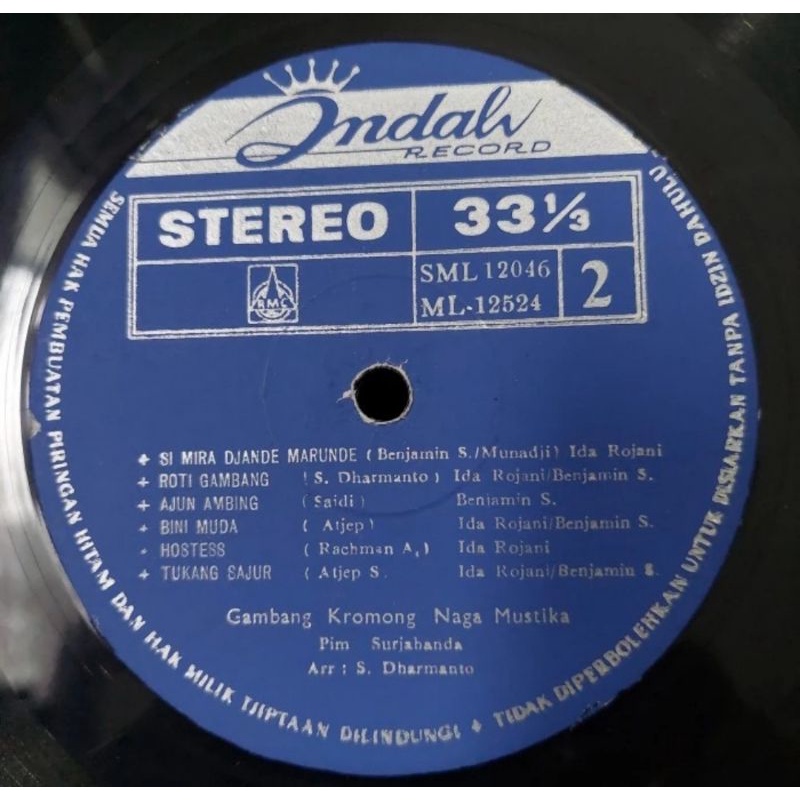 Indah
RECORD
STEREO 33 1/3
RMC SML 12046 2
ML-12524
+ SI MIRA DJANDE MARUNDE ( Benjamin S./Munadji) Ida Rojani
+ ROTI GAMBANG ( S. Dharmanto ) Ida Rojani/Benjamin S.
+ AJUN AMBING ( Saidi ) Benjamin S.
+ BINI MUDA ( Atjep) Ida Rojani/Benjamin S.
- HOSTESS ( Rachman A,) Ida Rojani
+ TUKANG SAJUR ( Atjep S. Ida Rojani/Benjamin S.
Gambang Kromong Naga Mustika
Pim Surjahanda
Arr : S. Dharmanto
SEMUA HAK PEMBUATAN PIRINGAN HITAM DAN HAK MILIK TJIPTAAN DILINDUNGI + TIDAK DIPERBOLEHKAN UNTUK DISIARKAN TANPA IDZIN DAHULU